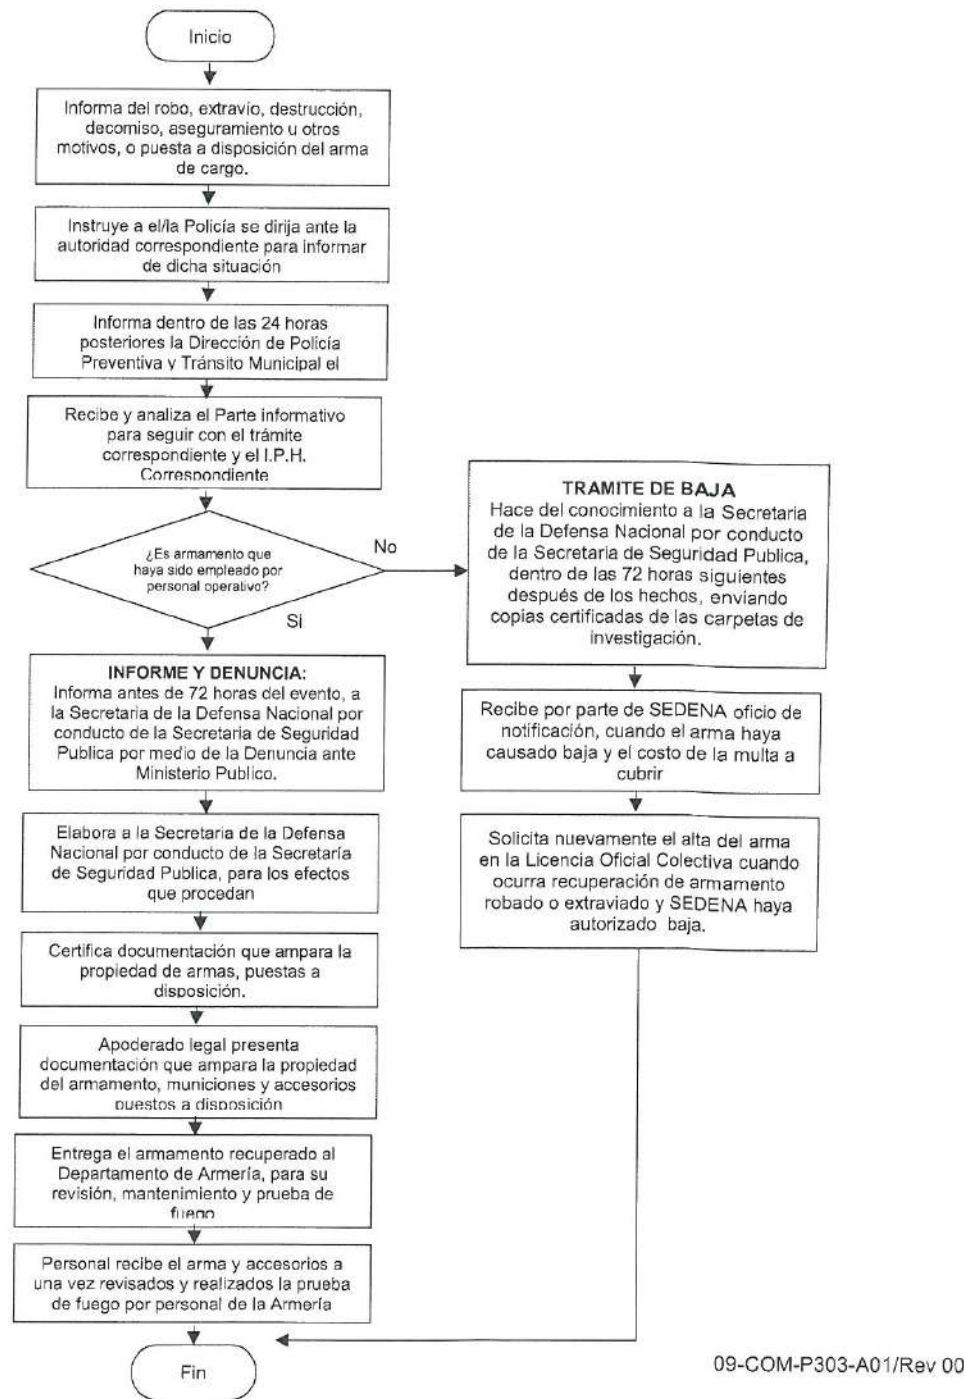 Inicio
Informa del robo, extravío, destrucción,
decomiso, aseguramiento u otros
motivos, o puesta a disposición del arma
de cargo.
Instruye a el/la Policía se dirija ante la
autoridad correspondiente para informar
de dicha situación
Informa dentro de las 24 horas
posteriores la Dirección de Policía
Preventiva y Tránsito Municipal el
Recibe y analiza el Parte informativo
para seguir con el trámite
correspondiente y el I.P.H.
Correspondiente
¿Es armamento que
haya sido empleado por
personal operativo?
No
Si
TRAMITE DE BAJA
Hace del conocimiento a la Secretaria
de la Defensa Nacional por conducto
de la Secretaria de Seguridad Publica,
dentro de las 72 horas siguientes
después de los hechos, enviando
copias certificadas de las carpetas de
investigación.
Recibe por parte de SEDENA oficio de
notificación, cuando el arma haya
causado baja y el costo de la multa a
cubrir
Solicita nuevamente el alta del arma
en la Licencia Oficial Colectiva cuando
ocurra recuperación de armamento
robado o extraviado y SEDENA haya
autorizado baja.
INFORME Y DENUNCIA:
Informa antes de 72 horas del evento, a
la Secretaria de la Defensa Nacional por
conducto de la Secretaria de Seguridad
Publica por medio de la Denuncia ante
Ministerio Publico.
Elabora a la Secretaria de la Defensa
Nacional por conducto de la Secretaría
de Seguridad Publica, para los efectos
que procedan
Certifica documentación que ampara la
propiedad de armas, puestas a
disposición.
Apoderado legal presenta
documentación que ampara la propiedad
del armamento, municiones y accesorios
puestos a disposición
Entrega el armamento recuperado al
Departamento de Armería, para su
revisión, mantenimiento y prueba de
fuego
Personal recibe el arma y accesorios a
una vez revisados y realizados la prueba
de fuego por personal de la Armería
Fin
09-COM-P303-A01/Rev 00